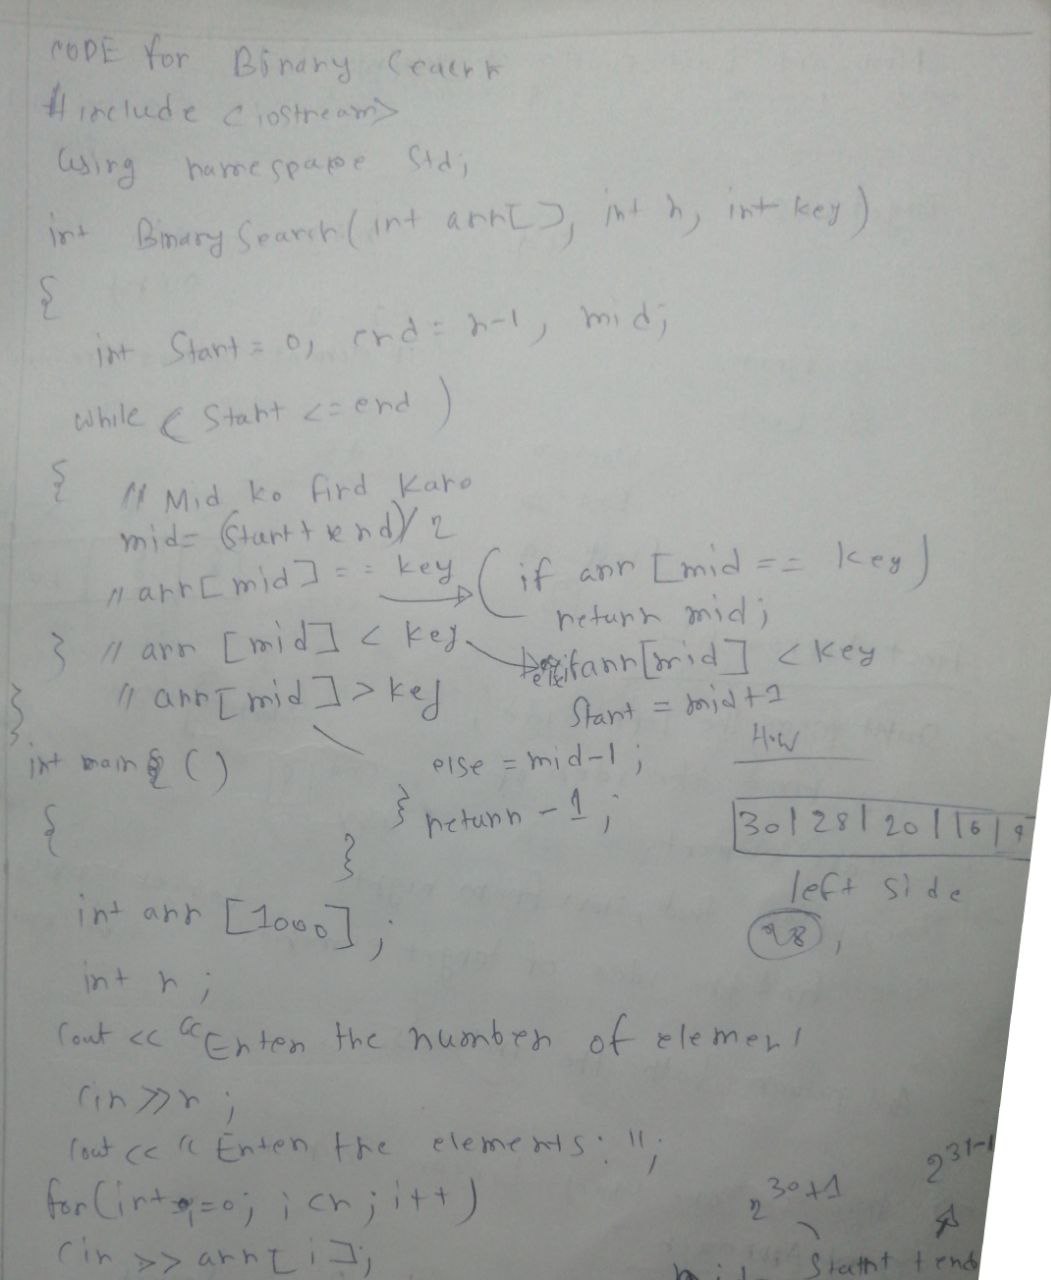 CODE for Binary Search
#include <iostream>
using namespace std;
int Binary Search(int arr[], int n, int key)
{
int Start = 0, end = n-1, mid;
while (Start <= end)
{
// Mid ko find karo
mid = (Start + end)/2
// arr[mid] == key
(if arr [mid == key)
return mid;
} // arr [mid] < key
else if arr[mid] < key
Start = mid+1
// arr[mid] > key
}
H.W
int main ()
else = mid-1;
{
} return -1;
}
30| 28| 20| 16| 9
left side
28,
int arr [1000];
int n;
cout << "Enter the number of element
cin >> n;
cout << "Enter the elements: ";
for(int i=0; i<n; i++)
cin >> arr[i];
2^30+1
2^31-1
Start + end